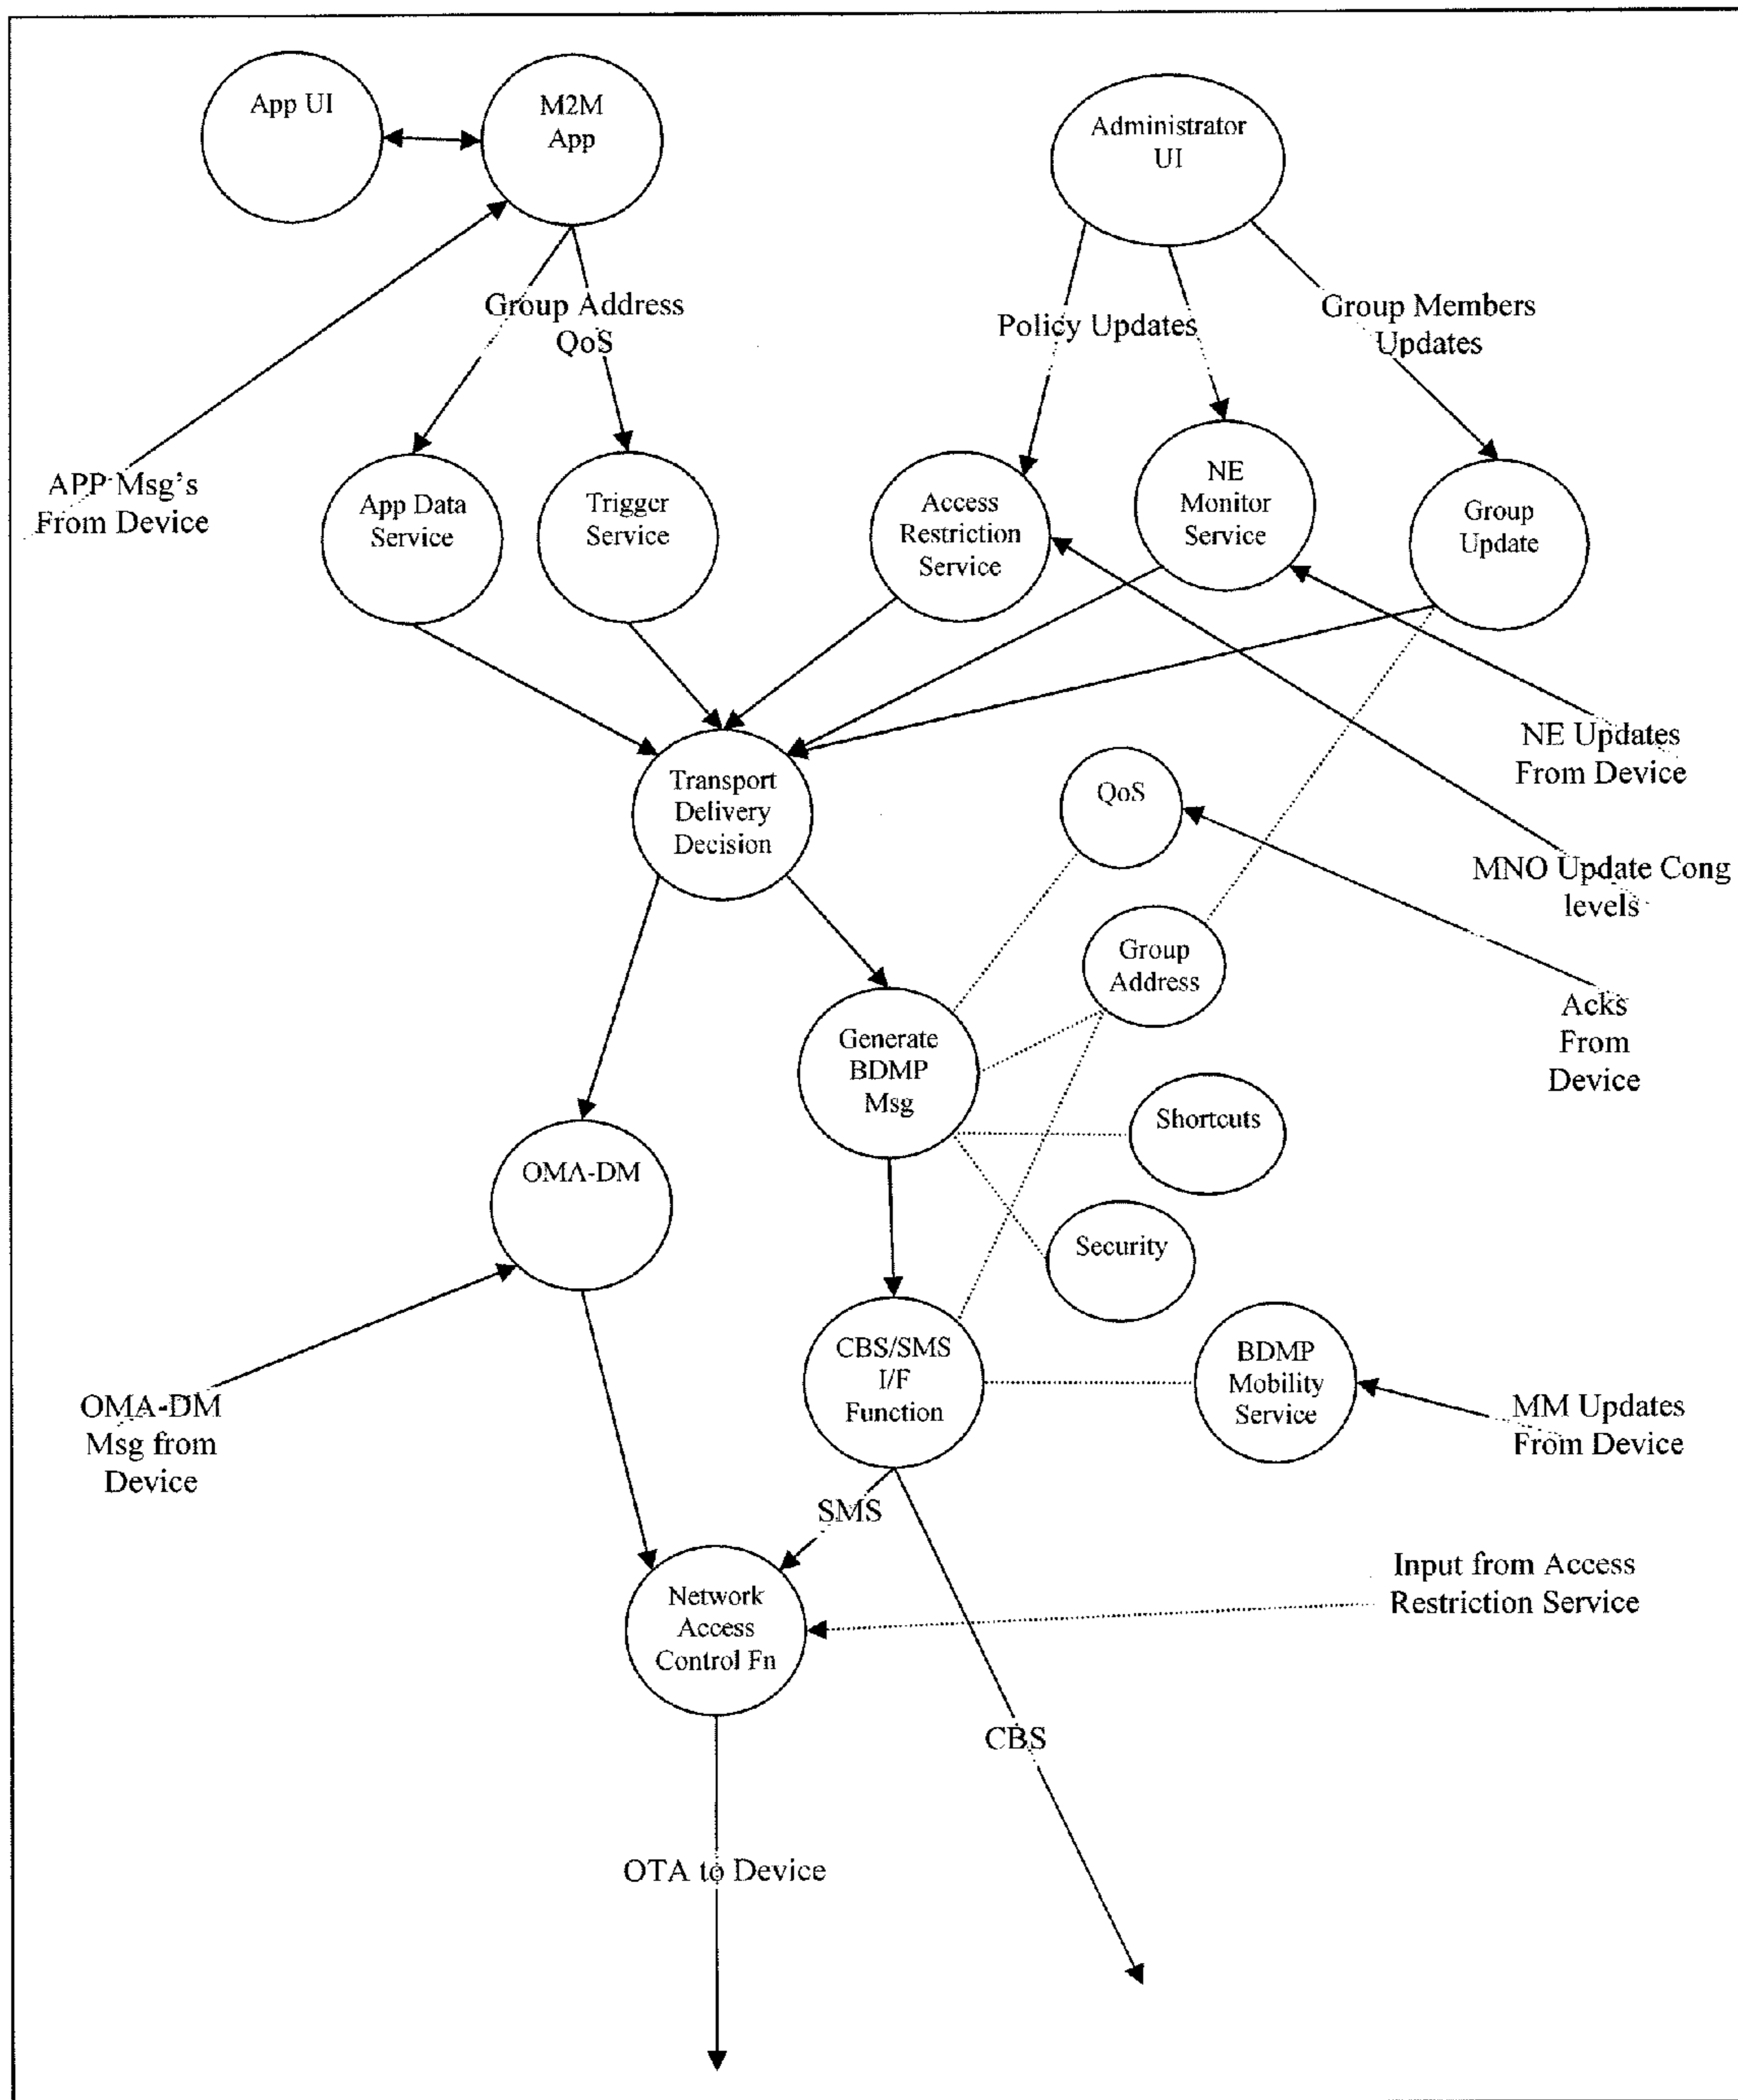 App UI
M2M
App
Administrator
UI
Group Address
QoS
Policy Updates
Group Members
Updates
APP Msg's
From Device
App Data
Service
Trigger
Service
Access
Restriction
Service
NE
Monitor
Service
Group
Update
NE Updates
From Device
Transport
Delivery
Decision
QoS
MNO Update Cong
levels
Group
Address
Acks
From
Device
Generate
BDMP
Msg
Shortcuts
OMA-DM
Security
CBS/SMS
I/F
Function
BDMP
Mobility
Service
OMA-DM
Msg from
Device
MM Updates
From Device
SMS
Input from Access
Restriction Service
Network
Access
Control Fn
CBS
OTA to Device